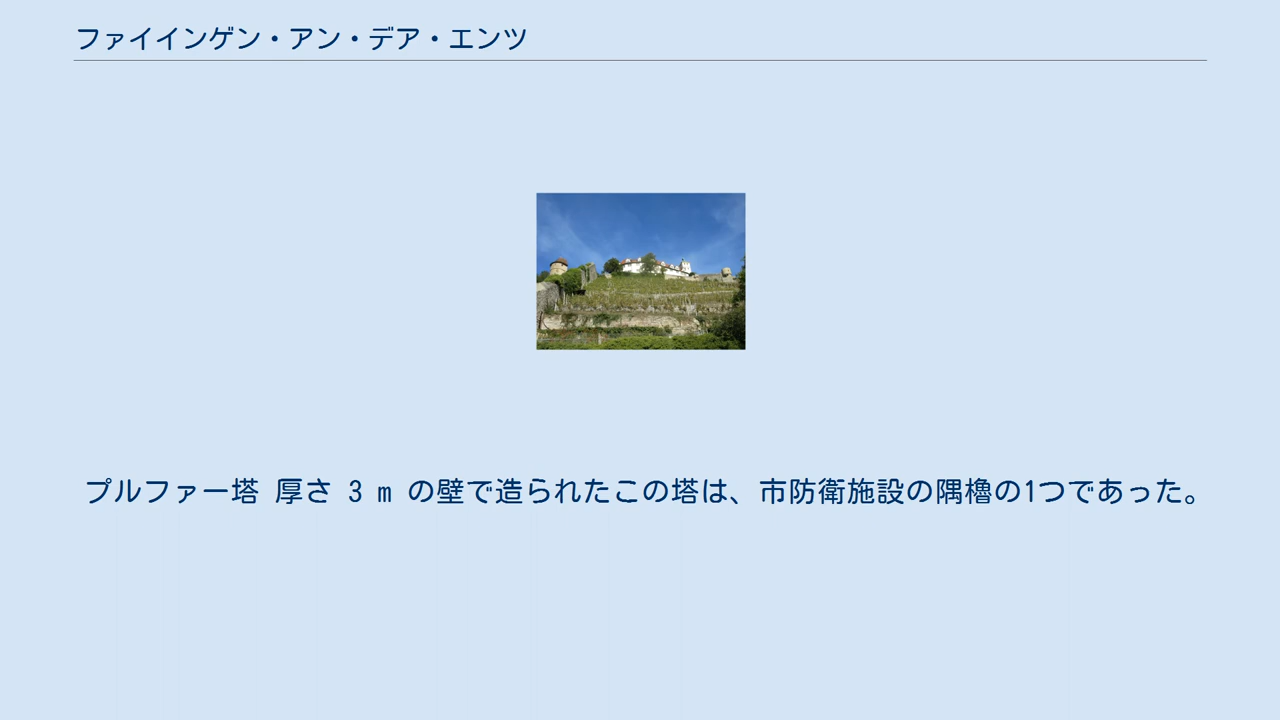 ファイインゲン・アン・デア・エンツ
プルファー塔 厚さ 3 m の壁で造られたこの塔は、市防衛施設の隅櫓の1つであった。